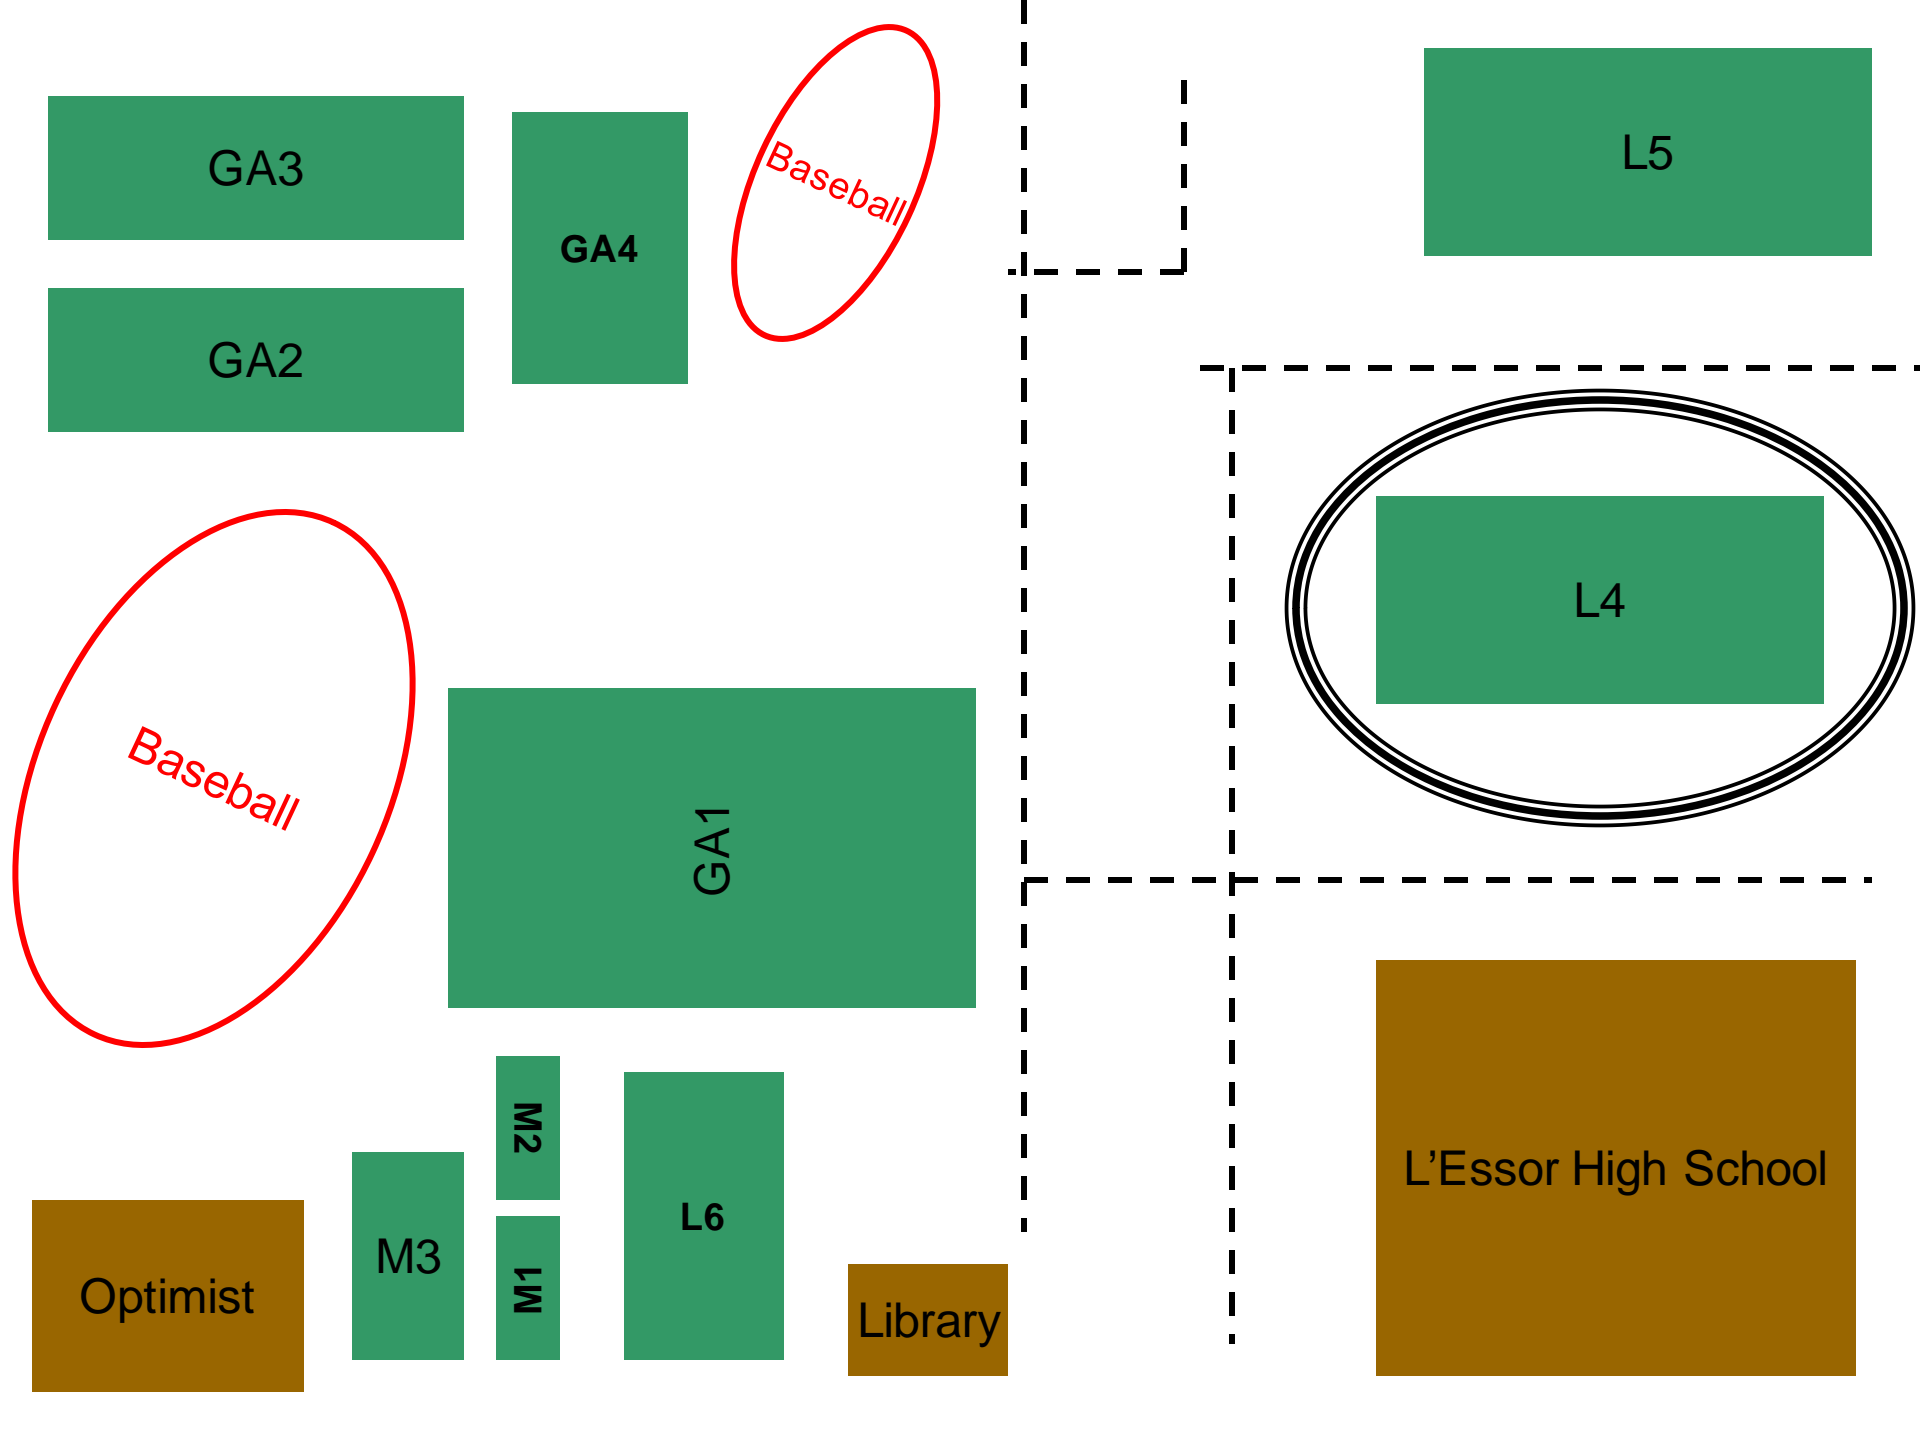 GA3
GA4
Baseball
L5
GA2
L4
Baseball
GA1
M2
L6
M3
M1
Optimist
Library
L’Essor High School